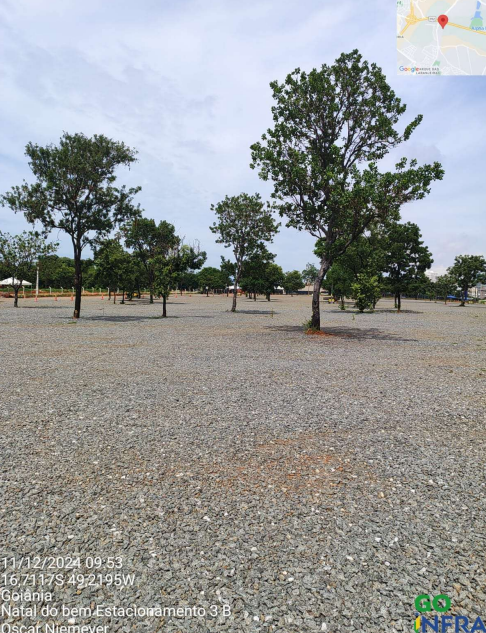 Google
11/12/2024 09:53
16,7117S 49,2195W
Goiânia
Natal do bem Estacionamento 3 B
Oscar Niemeyer
GO
INFRA